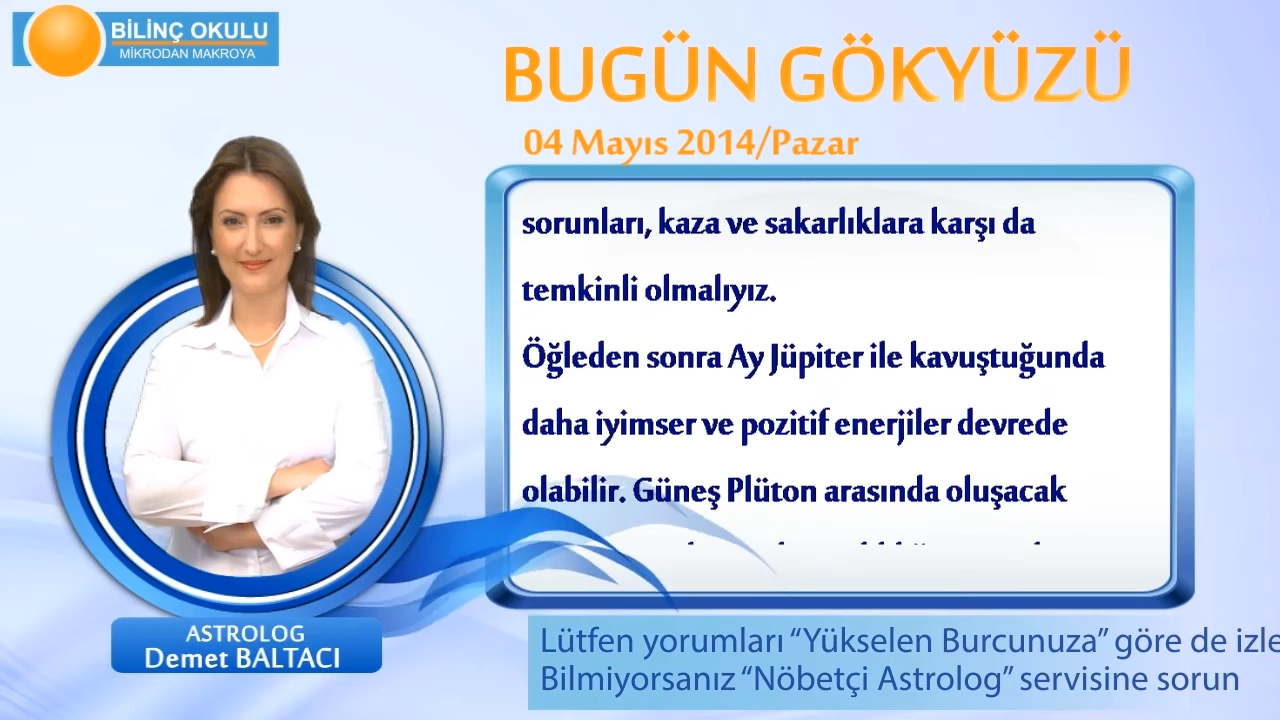 BİLİNÇ OKULU
MİKRODAN MAKROYA
BUGÜN GÖKYÜZÜ
04 Mayıs 2014/Pazar
sorunları, kaza ve sakarlıklara karşı da
temkinli olmalıyız.
Öğleden sonra Ay Jüpiter ile kavuştuğunda
daha iyimser ve pozitif enerjiler devrede
olabilir. Güneş Plüton arasında oluşacak
ASTROLOG
Demet BALTACI
Lütfen yorumları “Yükselen Burcunuza” göre de izle
Bilmiyorsanız “Nöbetçi Astrolog” servisine sorun